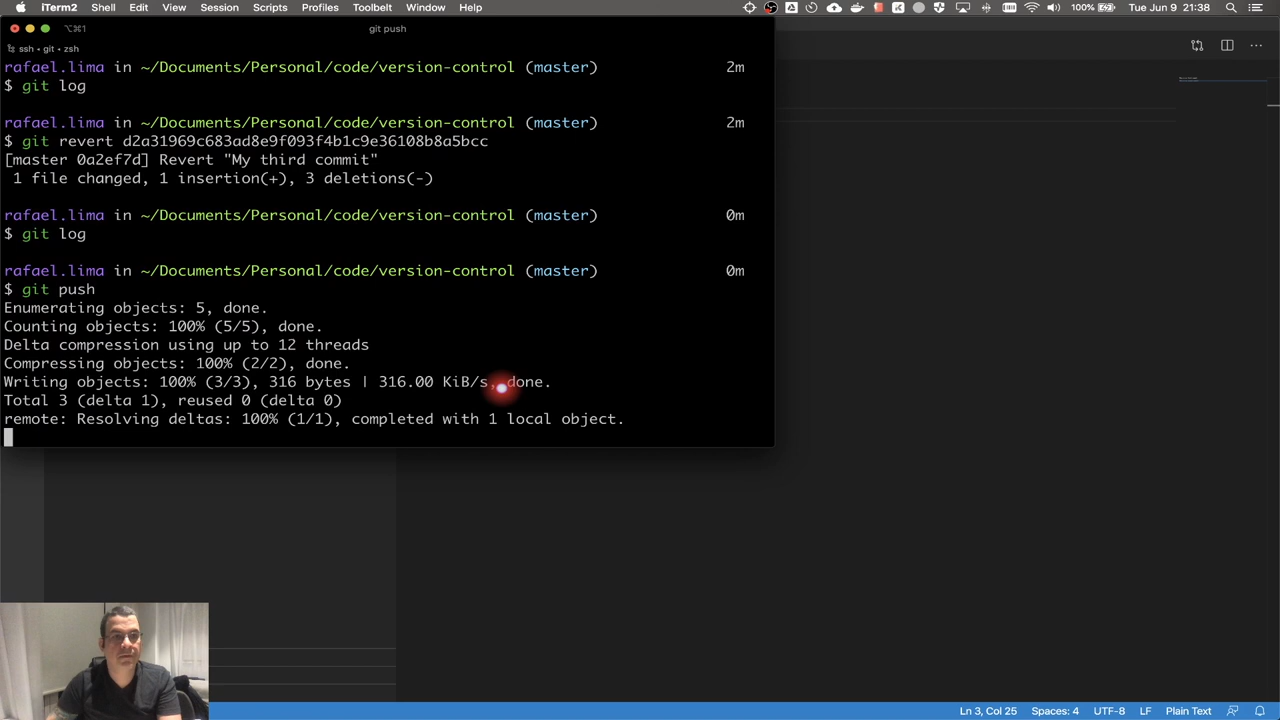 iTerm2 Shell Edit View Session Scripts Profiles Toolbelt Window Help 100% Tue Jun 9 21:38
⌥⌘1 git push
ssh • git • zsh
rafael.lima in ~/Documents/Personal/code/version-control (master) 2m
$ git log
rafael.lima in ~/Documents/Personal/code/version-control (master) 2m
$ git revert d2a31969c683ad8e9f093f4b1c9e36108b8a5bcc
[master 0a2ef7d] Revert "My third commit"
1 file changed, 1 insertion(+), 3 deletions(-)
rafael.lima in ~/Documents/Personal/code/version-control (master) 0m
$ git log
rafael.lima in ~/Documents/Personal/code/version-control (master) 0m
$ git push
Enumerating objects: 5, done.
Counting objects: 100% (5/5), done.
Delta compression using up to 12 threads
Compressing objects: 100% (2/2), done.
Writing objects: 100% (3/3), 316 bytes | 316.00 KiB/s, done.
Total 3 (delta 1), reused 0 (delta 0)
remote: Resolving deltas: 100% (1/1), completed with 1 local object.
Ln 3, Col 25 Spaces: 4 UTF-8 LF Plain Text